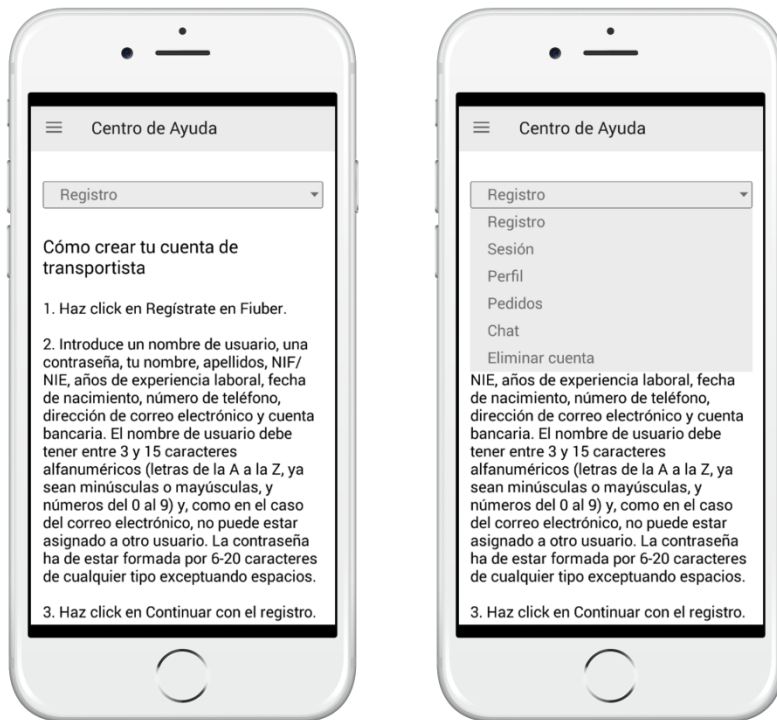 Centro de Ayuda
Registro
Cómo crear tu cuenta de
transportista
1. Haz click en Regístrate en Fiuber.
2. Introduce un nombre de usuario, una
contraseña, tu nombre, apellidos, NIF/
NIE, años de experiencia laboral, fecha
de nacimiento, número de teléfono,
dirección de correo electrónico y cuenta
bancaria. El nombre de usuario debe
tener entre 3 y 15 caracteres
alfanuméricos (letras de la A a la Z, ya
sean minúsculas o mayúsculas, y
números del 0 al 9) y, como en el caso
del correo electrónico, no puede estar
asignado a otro usuario. La contraseña
ha de estar formada por 6-20 caracteres
de cualquier tipo exceptuando espacios.
3. Haz click en Continuar con el registro.
Centro de Ayuda
Registro
Registro
Sesión
Perfil
Pedidos
Chat
Eliminar cuenta
NIE, años de experiencia laboral, fecha
de nacimiento, número de teléfono,
dirección de correo electrónico y cuenta
bancaria. El nombre de usuario debe
tener entre 3 y 15 caracteres
alfanuméricos (letras de la A a la Z, ya
sean minúsculas o mayúsculas, y
números del 0 al 9) y, como en el caso
del correo electrónico, no puede estar
asignado a otro usuario. La contraseña
ha de estar formada por 6-20 caracteres
de cualquier tipo exceptuando espacios.
3. Haz click en Continuar con el registro.